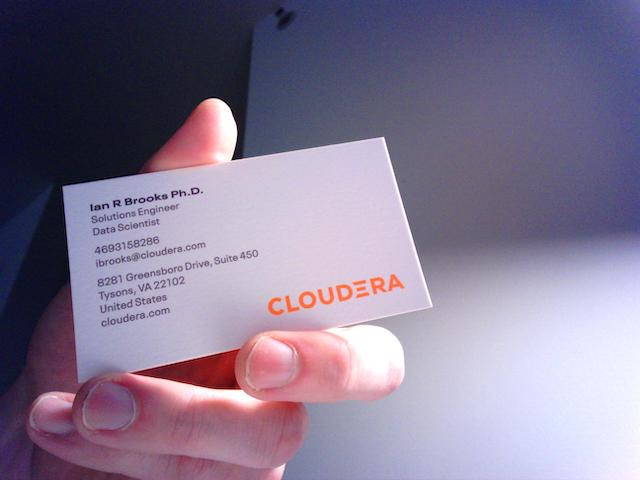 Ian R Brooks Ph.D.
Solutions Engineer
Data Scientist
4693158286
ibrooks@cloudera.com
8281 Greensboro Drive, Suite 450
Tysons, VA 22102
United States
cloudera.com
CLOUDERA